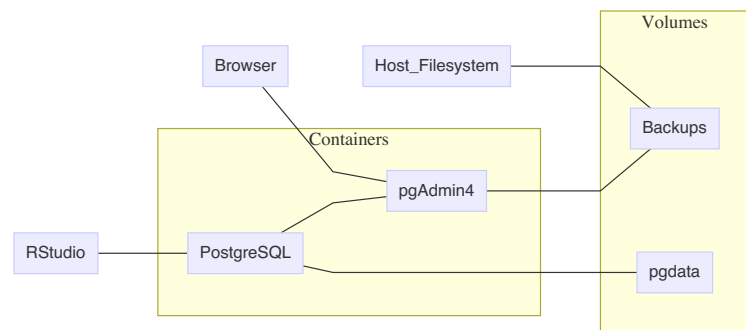 Volumes
Browser
Host_Filesystem
Backups
Containers
pgAdmin4
RStudio
PostgreSQL
pgdata